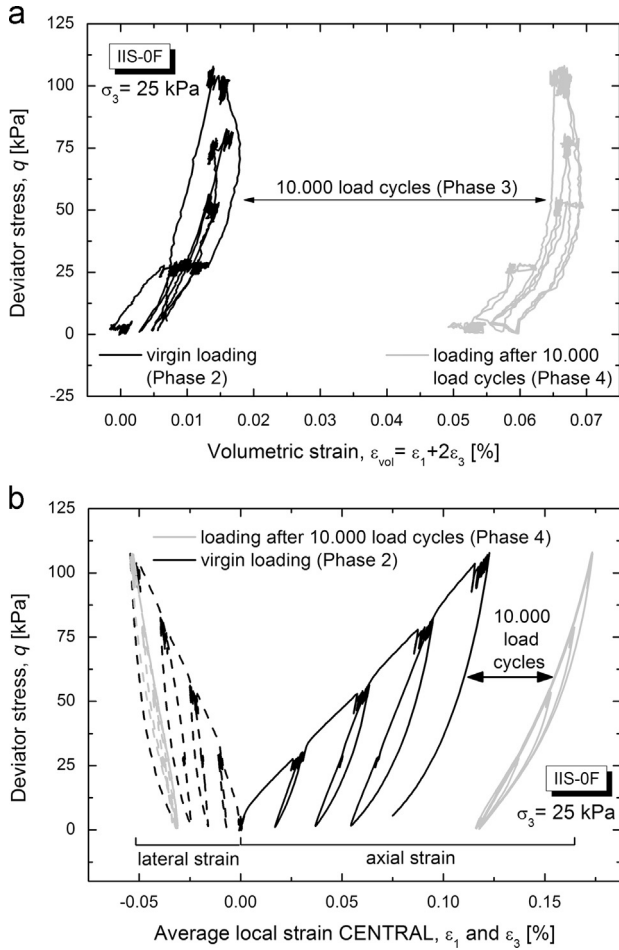 a
125
100
75
50
25
0
-25
Deviator stress, q [kPa]
IIS-0F
σ3= 25 kPa
10.000 load cycles (Phase 3)
virgin loading
(Phase 2)
loading after 10.000
load cycles (Phase 4)
0.00 0.01 0.02 0.03 0.04 0.05 0.06 0.07
Volumetric strain, εvol= ε1+2ε3 [%]
b
125
100
75
50
25
0
Deviator stress, q [kPa]
loading after 10.000 load cycles (Phase 4)
virgin loading (Phase 2)
10.000
load
cycles
IIS-0F
σ3= 25 kPa
lateral strain
axial strain
-0.05 0.00 0.05 0.10 0.15
Average local strain CENTRAL, ε1 and ε3 [%]